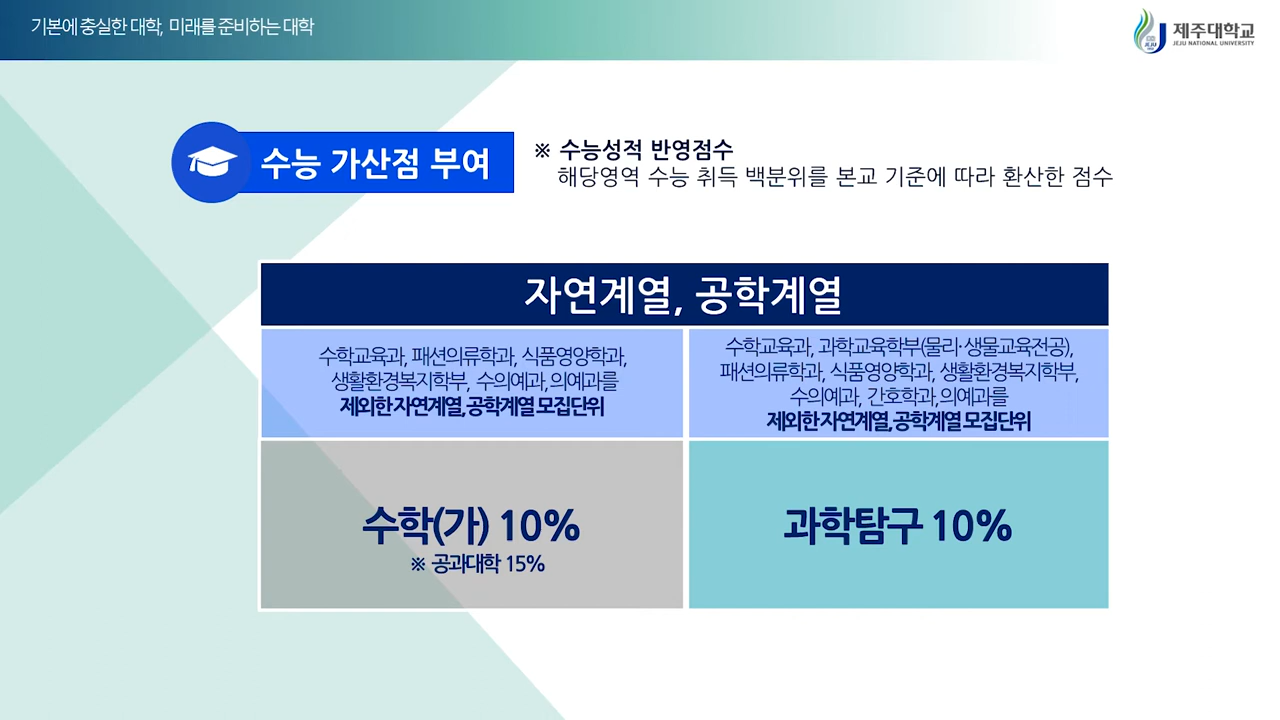 기본에 충실한 대학, 미래를 준비하는 대학
제주대학교
JEJU NATIONAL UNIVERSITY
JEJU
수능 가산점 부여
※ 수능성적 반영점수
해당영역 수능 취득 백분위를 본교 기준에 따라 환산한 점수
자연계열, 공학계열
수학교육과, 패션의류학과, 식품영양학과,
생활환경복지학부, 수의예과,의예과를
제외한 자연계열,공학계열 모집단위
수학교육과, 과학교육학부(물리·생물교육전공),
패션의류학과, 식품영양학과, 생활환경복지학부,
수의예과, 간호학과,의예과를
제외한 자연계열,공학계열 모집단위
수학(가) 10%
※ 공과대학 15%
과학탐구 10%